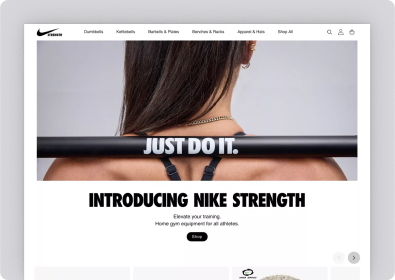 STRENGTH
Dumbbells
Kettlebells
Barbells & Plates
Benches & Racks
Apparel & Hats
Shop All
JUST DO IT.
INTRODUCING NIKE STRENGTH
Elevate your training.
Home gym equipment for all athletes.
Shop